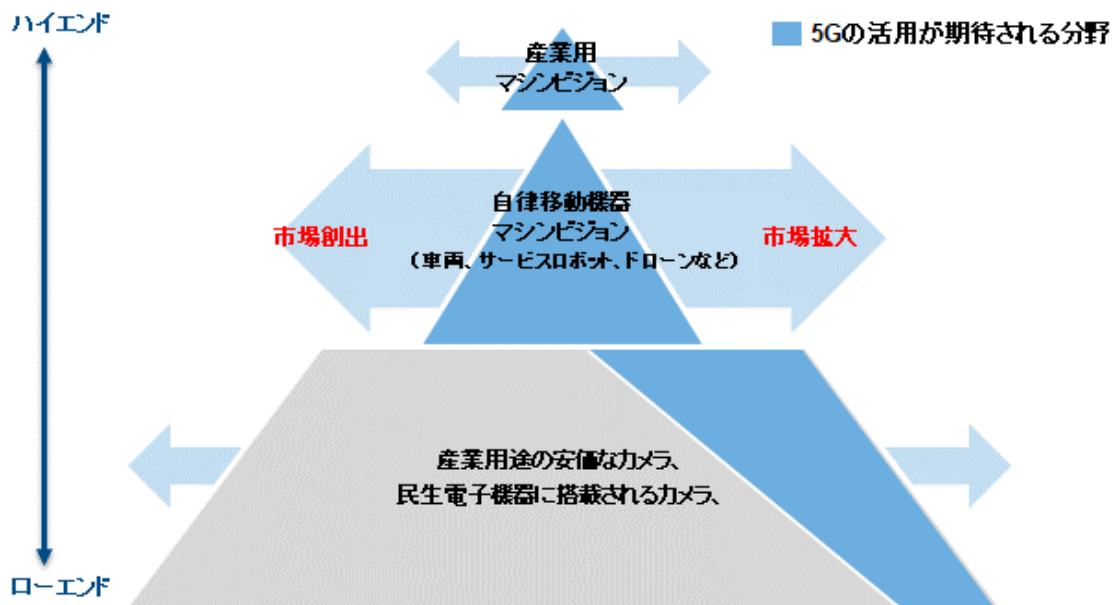 ハイエンド
5Gの活用が期待される分野
産業用
マシンビジョン
自律移動機器
マシンビジョン
（車両、サービスロボット、ドローンなど）
市場創出
市場拡大
産業用途の安価なカメラ、
民生電子機器に搭載されるカメラ、
ローエンド